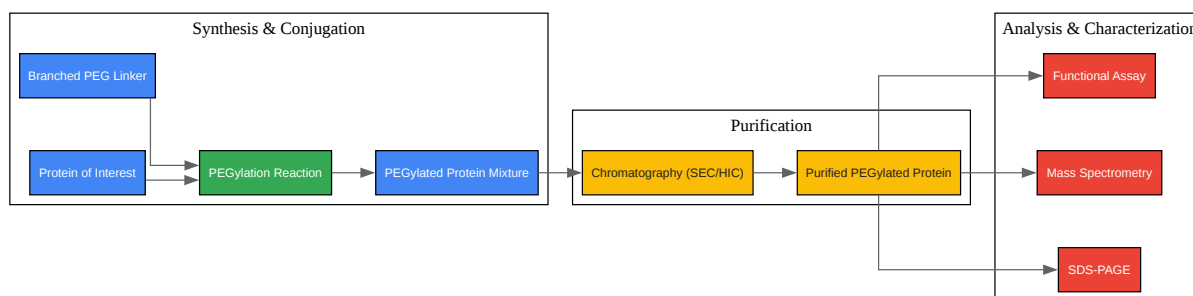 Synthesis & Conjugation
Branched PEG Linker
Protein of Interest
PEGylation Reaction
PEGylated Protein Mixture
Purification
Chromatography (SEC/HIC)
Purified PEGylated Protein
Analysis & Characterization
Functional Assay
Mass Spectrometry
SDS-PAGE